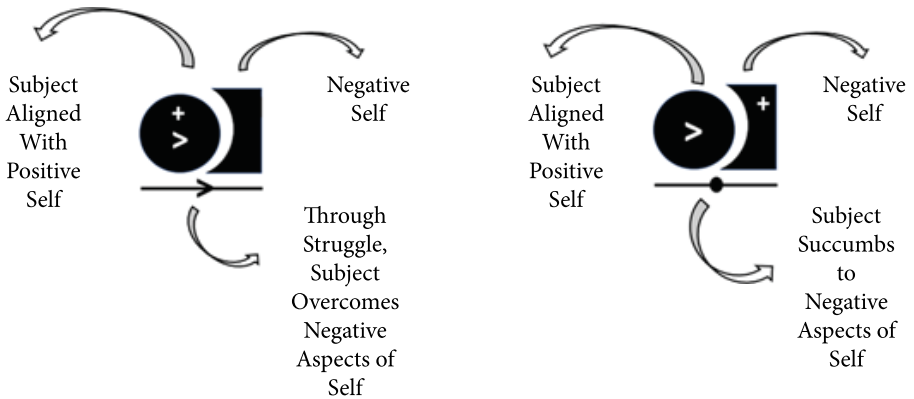 Subject
Aligned
With
Positive
Self
+
>
Negative
Self
Through
Struggle,
Subject
Overcomes
Negative
Aspects of
Self
Subject
Aligned
With
Positive
Self
>
+
Negative
Self
Subject
Succumbs
to
Negative
Aspects of
Self